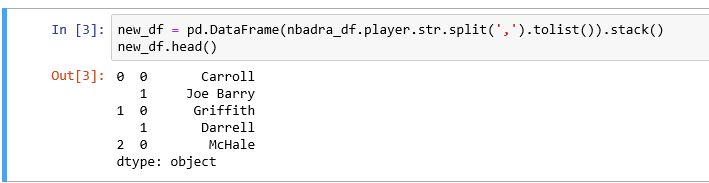 In [3]: new_df = pd.DataFrame(nbadra_df.player.str.split(',').tolist()).stack()
new_df.head()
Out[3]: 0 0 Carroll
1 Joe Barry
1 0 Griffith
1 Darrell
2 0 McHale
dtype: object